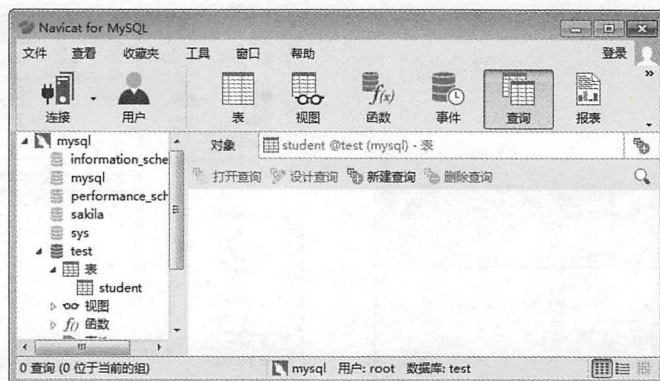 Navicat for MySQL
文件 查看 收藏夹 工具 窗口 帮助 登录
连接 用户 表 视图 f(x) 函数 事件 查询 报表
mysql
information_sche
mysql
performance_sch
sakila
sys
test
表
student
视图
f() 函数
对象 student @test (mysql) - 表
打开查询 设计查询 新建查询 删除查询
0 查询 (0 位于当前的组) mysql 用户: root 数据库: test